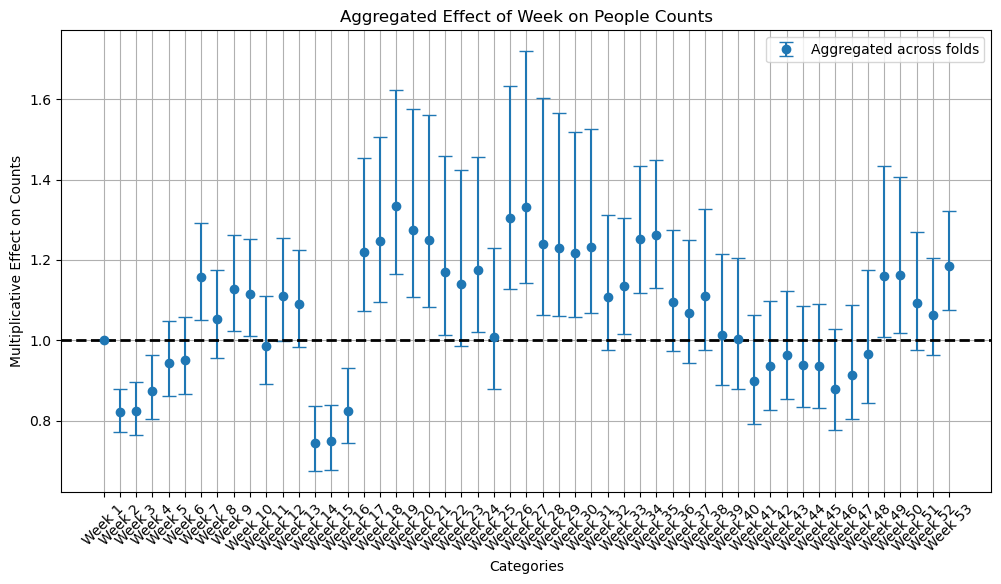 Aggregated Effect of Week on People Counts
Aggregated across folds
Multiplicative Effect on Counts
1.6
1.4
1.2
1.0
0.8
Week 1
Week 2
Week 3
Week 4
Week 5
Week 6
Week 7
Week 8
Week 9
Week 10
Week 11
Week 12
Week 13
Week 14
Week 15
Week 16
Week 17
Week 18
Week 19
Week 20
Week 21
Week 22
Week 23
Week 24
Week 25
Week 26
Week 27
Week 28
Week 29
Week 30
Week 31
Week 32
Week 33
Week 34
Week 35
Week 36
Week 37
Week 38
Week 39
Week 40
Week 41
Week 42
Week 43
Week 44
Week 45
Week 46
Week 47
Week 48
Week 49
Week 50
Week 51
Week 52
Week 53
Categories